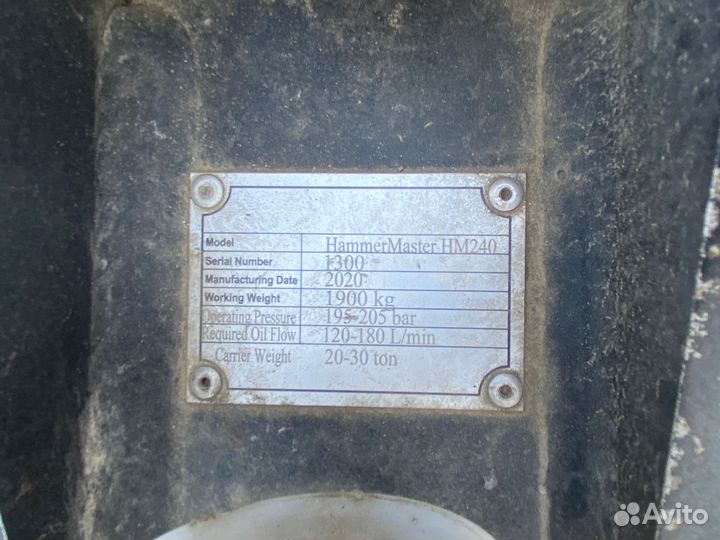 Model HammerMaster HM240
Serial Number 1300
Manufacturing Date 2020
Working Weight 1900 kg
Operating Pressure 195-205 bar
Required Oil Flow 120-180 L/min
Carrier Weight 20-30 ton
Avito